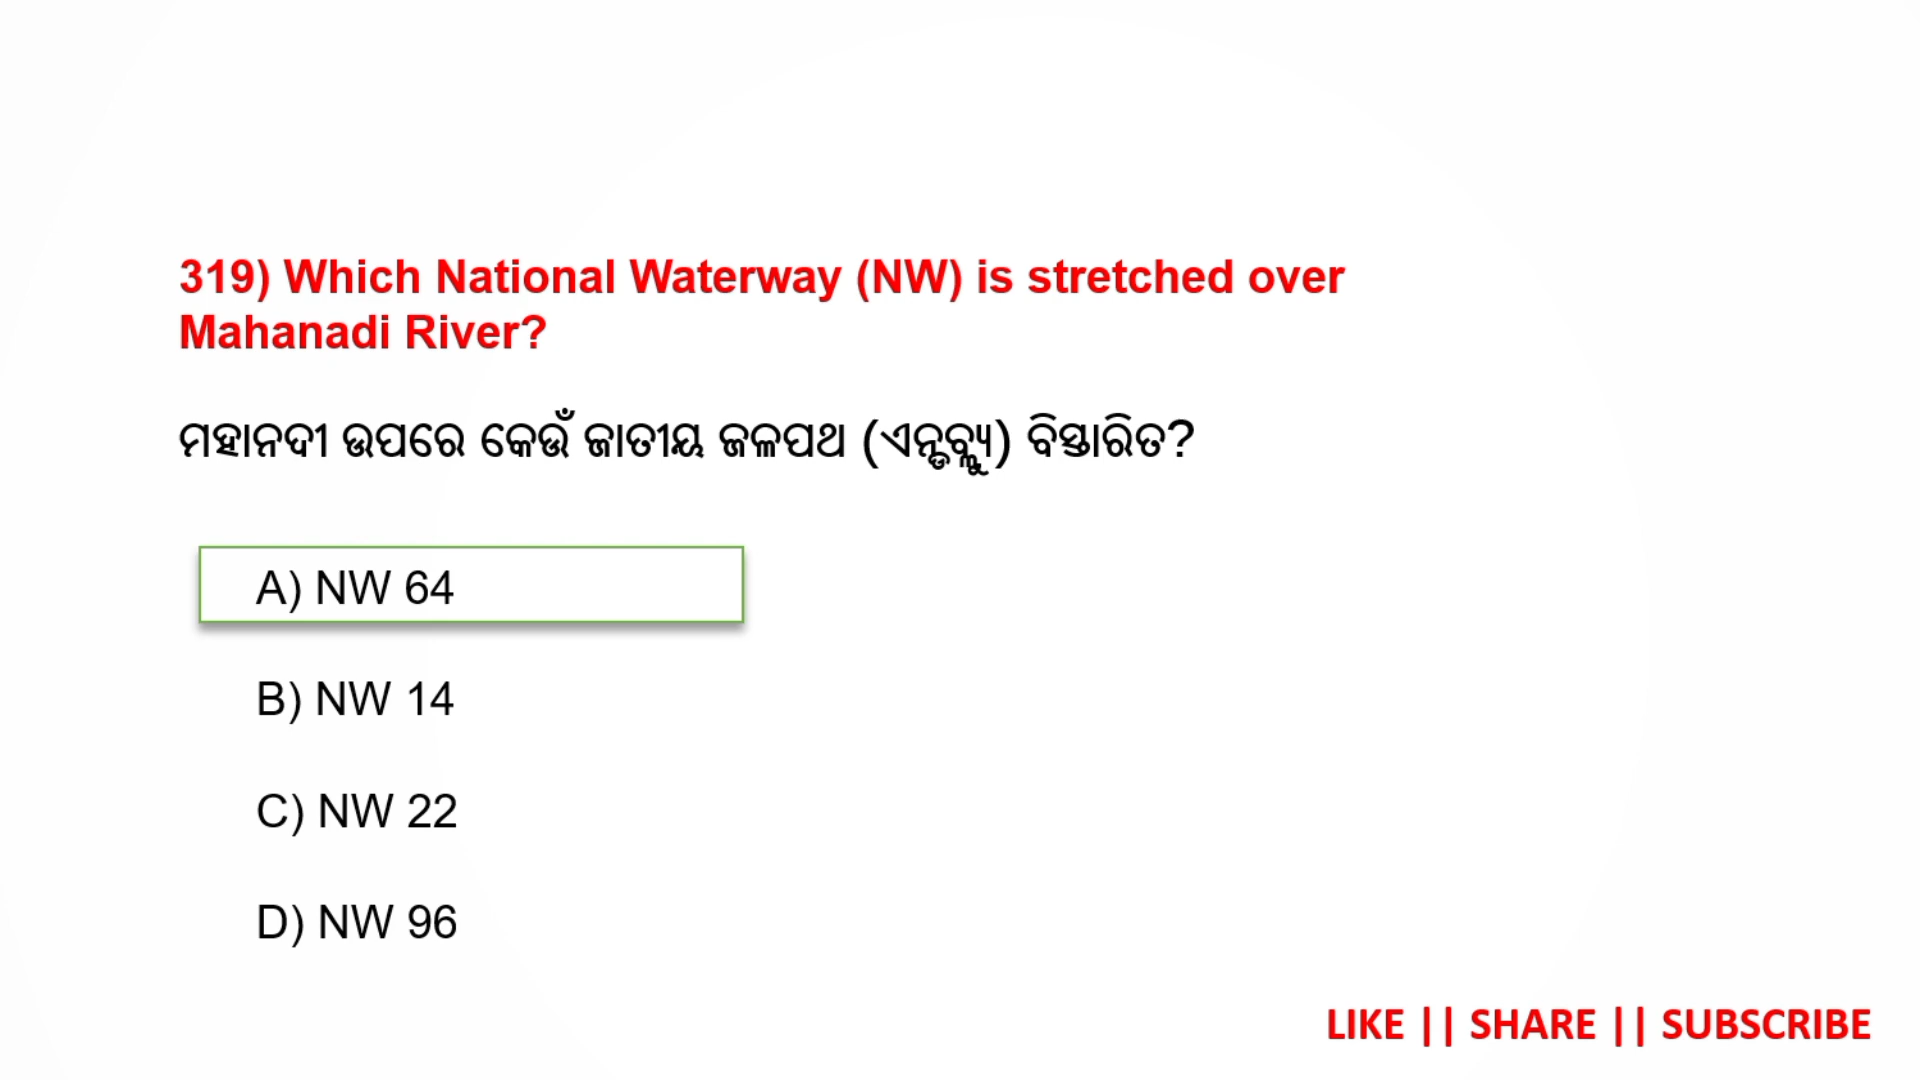 319) Which National Waterway (NW) is stretched over
Mahanadi River?
ମହାନଦୀ ଉପରେ କେଉଁ ଜାତୀୟ ଜଳପଥ (ଏନ୍ଡବ୍ଲ୍ୟୁ) ବିସ୍ତାରିତ?
A) NW 64
B) NW 14
C) NW 22
D) NW 96
LIKE || SHARE || SUBSCRIBE